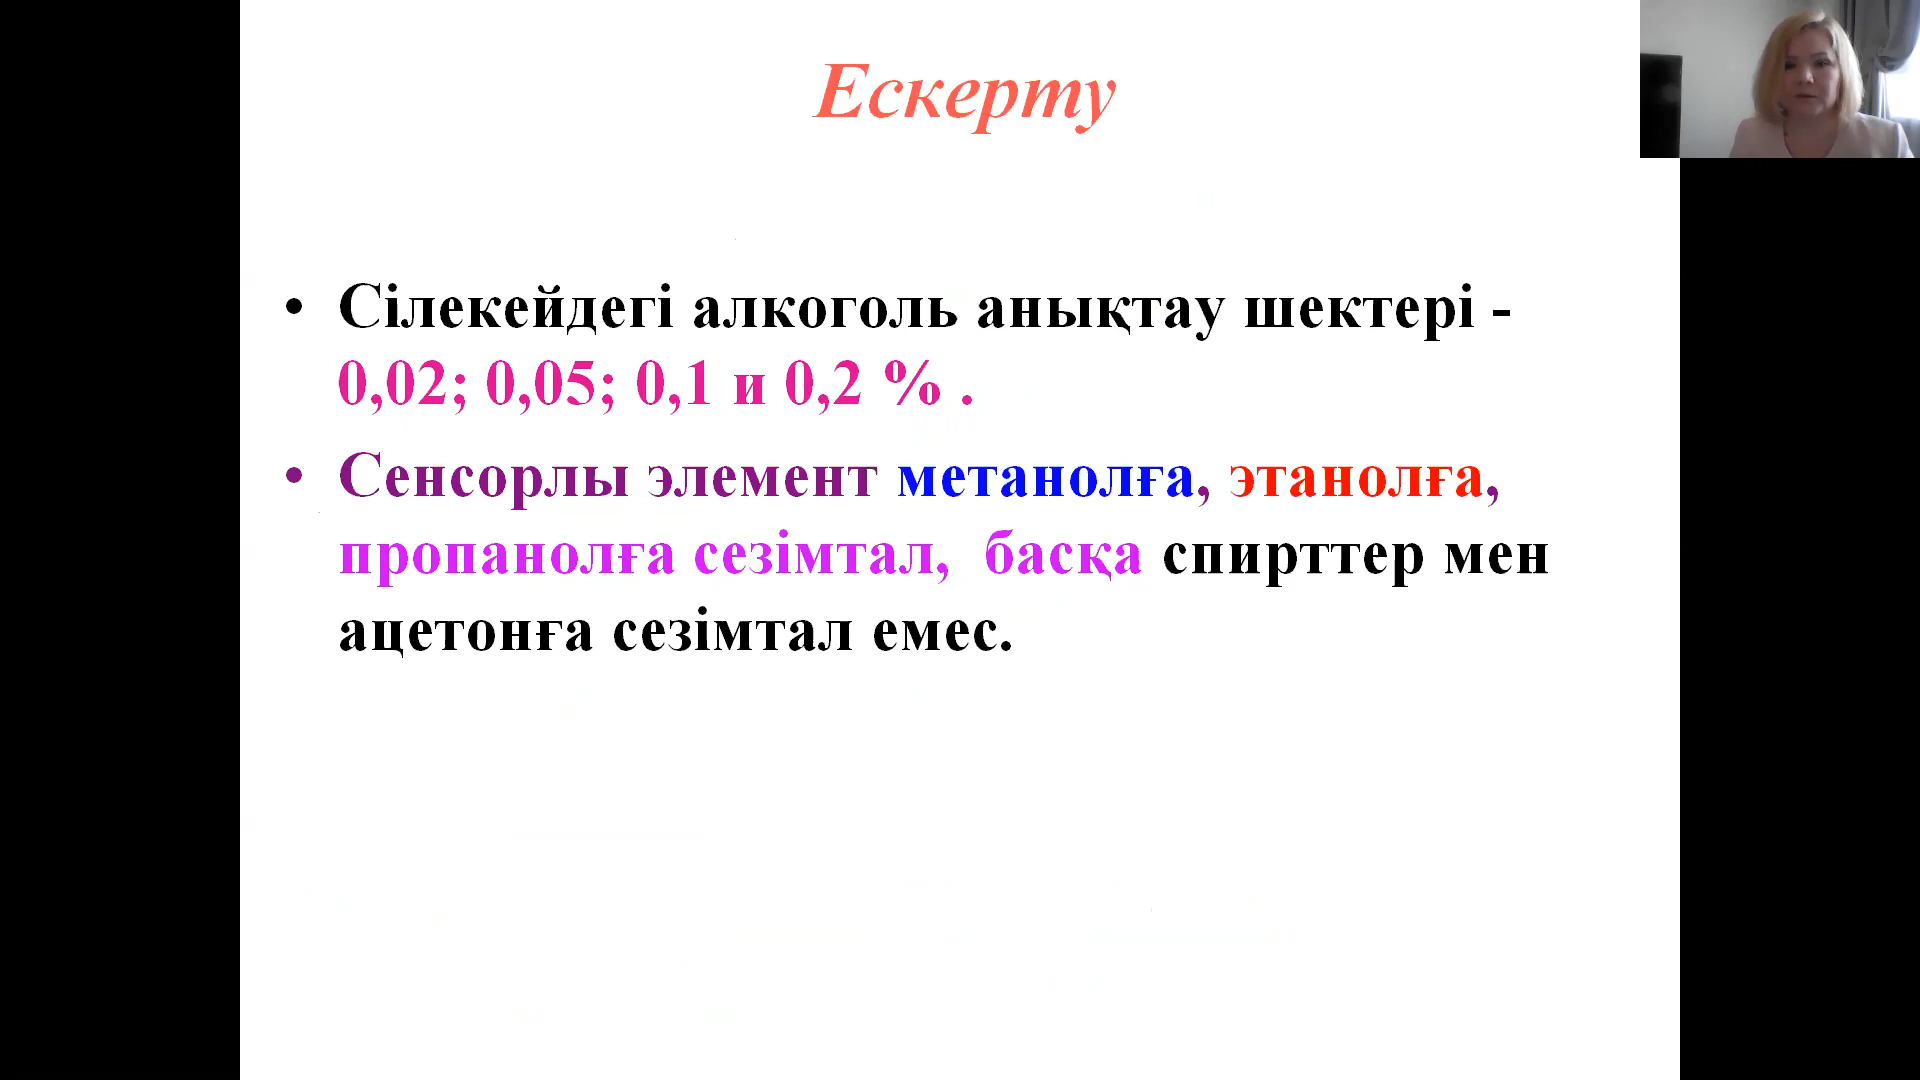 Ескерту
• Сілекейдегі алкоголь анықтау шектері -
0,02; 0,05; 0,1 и 0,2 % .
• Сенсорлы элемент метанолға, этанолға,
пропанолға сезімтал, басқа спирттер мен
ацетонға сезімтал емес.